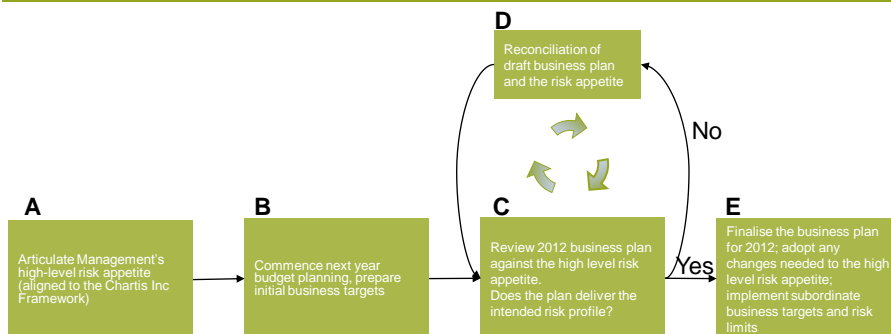 D
Reconciliation of
draft business plan
and the risk appetite
No
A
Articulate Management's
high-level risk appetite
(aligned to the Chartis Inc
Framework)
B
Commence next year
budget planning, prepare
initial business targets
C
Review 2012 business plan
against the high level risk
appetite.
Does the plan deliver the
intended risk profile?
Yes
E
Finalise the business plan
for 2012; adopt any
changes needed to the high
level risk appetite;
implement subordinate
business targets and risk
limits